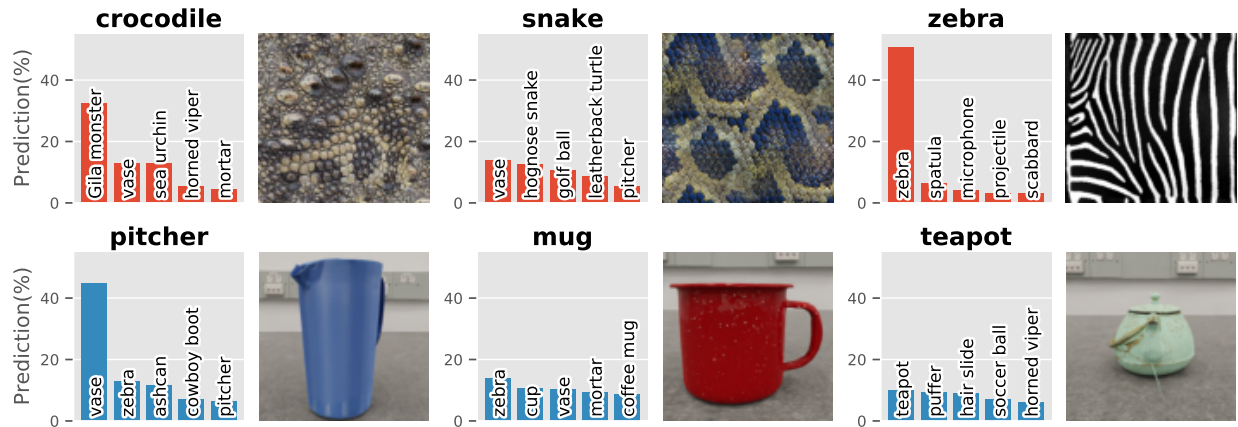 crocodile
snake
zebra
Prediction(%)
40
20
0
Gila monster
vase
sea urchin
horned viper
mortar
40
20
0
vase
hognose snake
golf ball
leatherback turtle
pitcher
40
20
0
zebra
spatula
microphone
projectile
scabbard
pitcher
mug
teapot
Prediction(%)
40
20
0
vase
zebra
ashcan
cowboy boot
pitcher
40
20
0
zebra
cup
vase
mortar
coffee mug
40
20
0
teapot
puffer
hair slide
soccer ball
horned viper